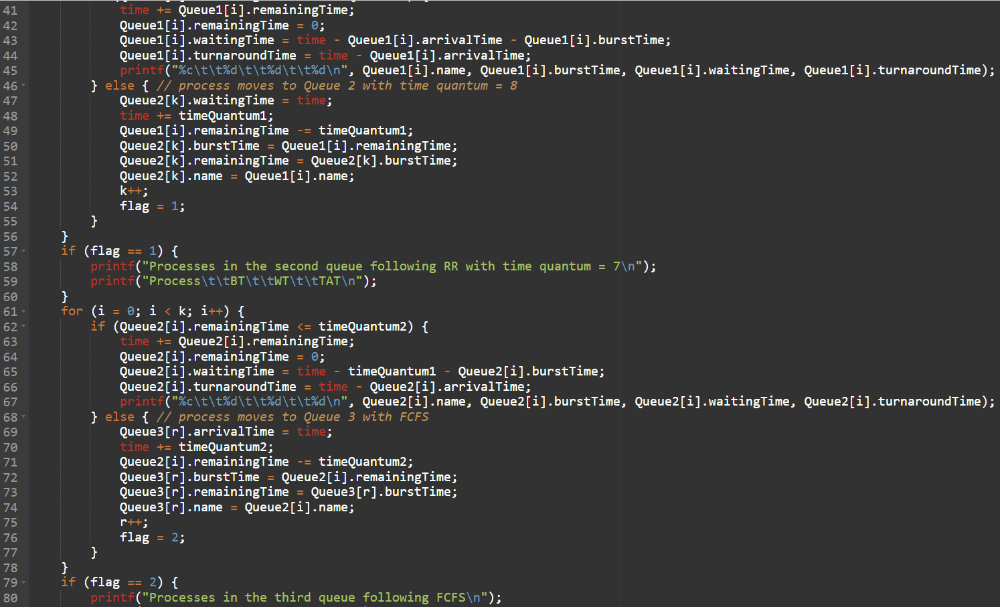 41 time += Queue1[i].remainingTime;
42 Queue1[i].remainingTime = 0;
43 Queue1[i].waitingTime = time - Queue1[i].arrivalTime - Queue1[i].burstTime;
44 Queue1[i].turnaroundTime = time - Queue1[i].arrivalTime;
45 printf("%c\t\t%d\t\t%d\t\t%d\n", Queue1[i].name, Queue1[i].burstTime, Queue1[i].waitingTime, Queue1[i].turnaroundTime);
46 } else { // process moves to Queue 2 with time quantum = 8
47 Queue2[k].waitingTime = time;
48 time += timeQuantum1;
49 Queue1[i].remainingTime -= timeQuantum1;
50 Queue2[k].burstTime = Queue1[i].remainingTime;
51 Queue2[k].remainingTime = Queue2[k].burstTime;
52 Queue2[k].name = Queue1[i].name;
53 k++;
54 flag = 1;
55 }
56 }
57 if (flag == 1) {
58 printf("Processes in the second queue following RR with time quantum = 7\n");
59 printf("Process\t\tBT\t\tWT\t\tTAT\n");
60 }
61 for (i = 0; i < k; i++) {
62 if (Queue2[i].remainingTime <= timeQuantum2) {
63 time += Queue2[i].remainingTime;
64 Queue2[i].remainingTime = 0;
65 Queue2[i].waitingTime = time - timeQuantum1 - Queue2[i].burstTime;
66 Queue2[i].turnaroundTime = time - Queue2[i].arrivalTime;
67 printf("%c\t\t%d\t\t%d\t\t%d\n", Queue2[i].name, Queue2[i].burstTime, Queue2[i].waitingTime, Queue2[i].turnaroundTime);
68 } else { // process moves to Queue 3 with FCFS
69 Queue3[r].arrivalTime = time;
70 time += timeQuantum2;
71 Queue2[i].remainingTime -= timeQuantum2;
72 Queue3[r].burstTime = Queue2[i].remainingTime;
73 Queue3[r].remainingTime = Queue3[r].burstTime;
74 Queue3[r].name = Queue2[i].name;
75 r++;
76 flag = 2;
77 }
78 }
79 if (flag == 2) {
80 printf("Processes in the third queue following FCFS\n");